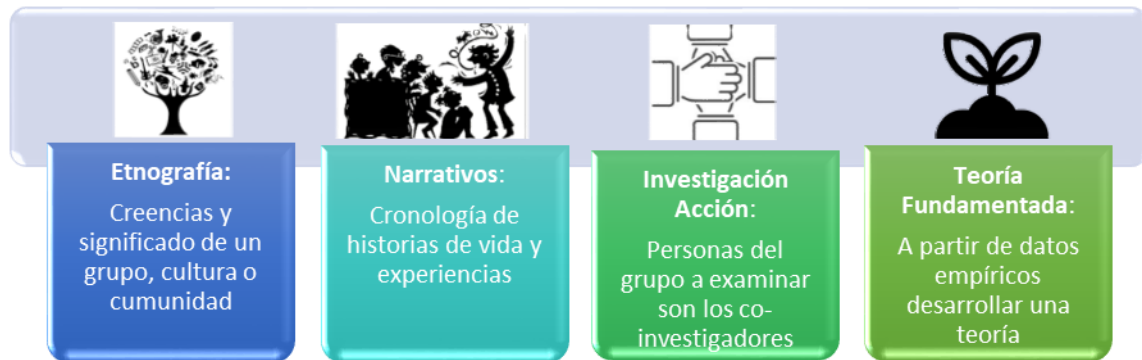 Etnografía:
Creencias y
significado de un
grupo, cultura o
cumunidad
Narrativos:
Cronología de
historias de vida y
experiencias
Investigación
Acción:
Personas del
grupo a examinar
son los co-
investigadores
Teoría
Fundamentada:
A partir de datos
empíricos
desarrollar una
teoría